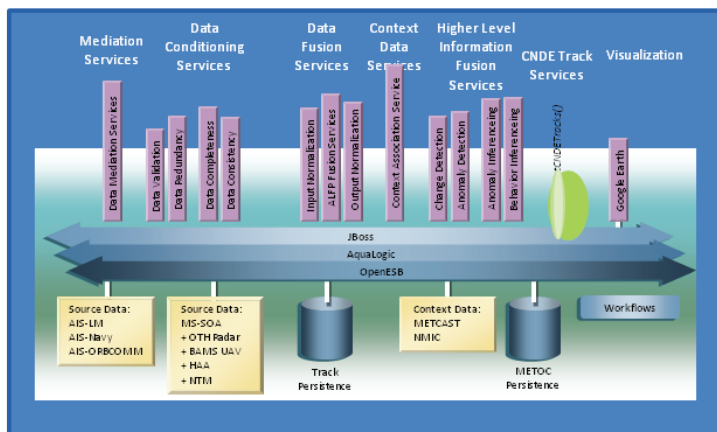 Mediation
Services
Data
Conditioning
Services
Data
Fusion
Services
Context
Data
Services
Higher Level
Information
Fusion
Services
CNDE Track
Services
Visualization
Data Mediation Services
Data Validation
Data Redundancy
Data Completeness
Data Consistency
Input Normalization
ALFP Fusion Services
Output Normalization
Context Association Service
Change Detection
Anomaly Detection
Anomaly Inferenceing
Behavior Inferenceing
CNDETracks()
Google Earth
JBoss
AquaLogic
OpenESB
Source Data:
AIS-LM
AIS-Navy
AIS-ORBCOMM
Source Data:
MS-SOA
+ OTH Radar
+ BAMS UAV
+ HAA
+ NTM
Track
Persistence
Context Data:
METCAST
NMIC
METOC
Persistence
Workflows